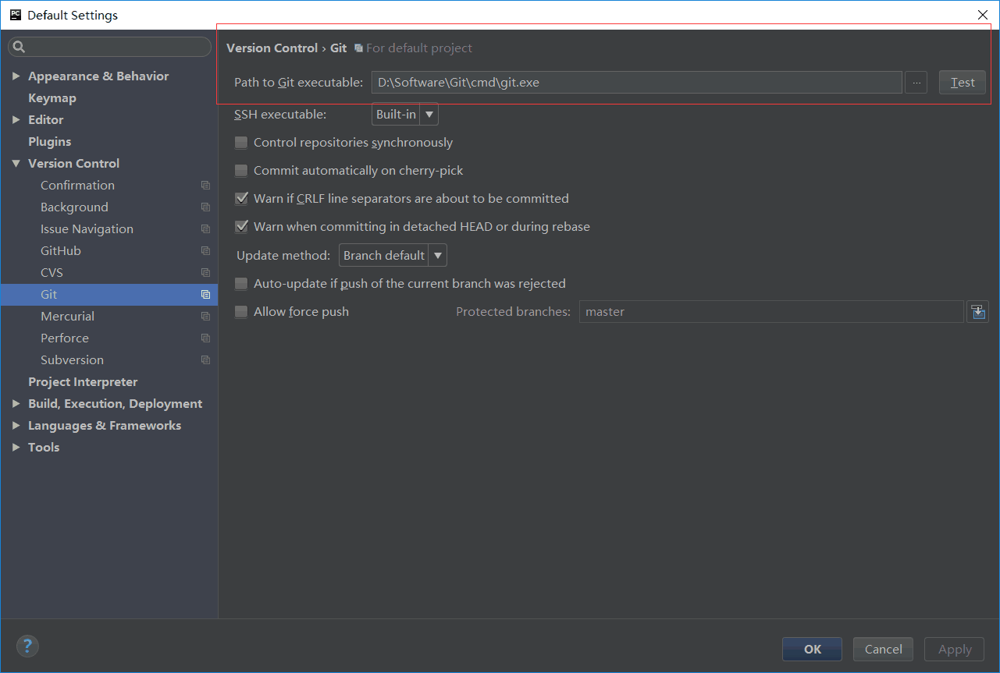 PC Default Settings
Version Control › Git For default project
Appearance & Behavior
Keymap
Editor
Plugins
Version Control
Confirmation
Background
Issue Navigation
GitHub
CVS
Git
Mercurial
Perforce
Subversion
Project Interpreter
Build, Execution, Deployment
Languages & Frameworks
Tools
Path to Git executable: D:\Software\Git\cmd\git.exe ... Test
SSH executable: Built-in
Control repositories synchronously
Commit automatically on cherry-pick
Warn if CRLF line separators are about to be committed
Warn when committing in detached HEAD or during rebase
Update method: Branch default
Auto-update if push of the current branch was rejected
Allow force push Protected branches: master
? OK Cancel Apply